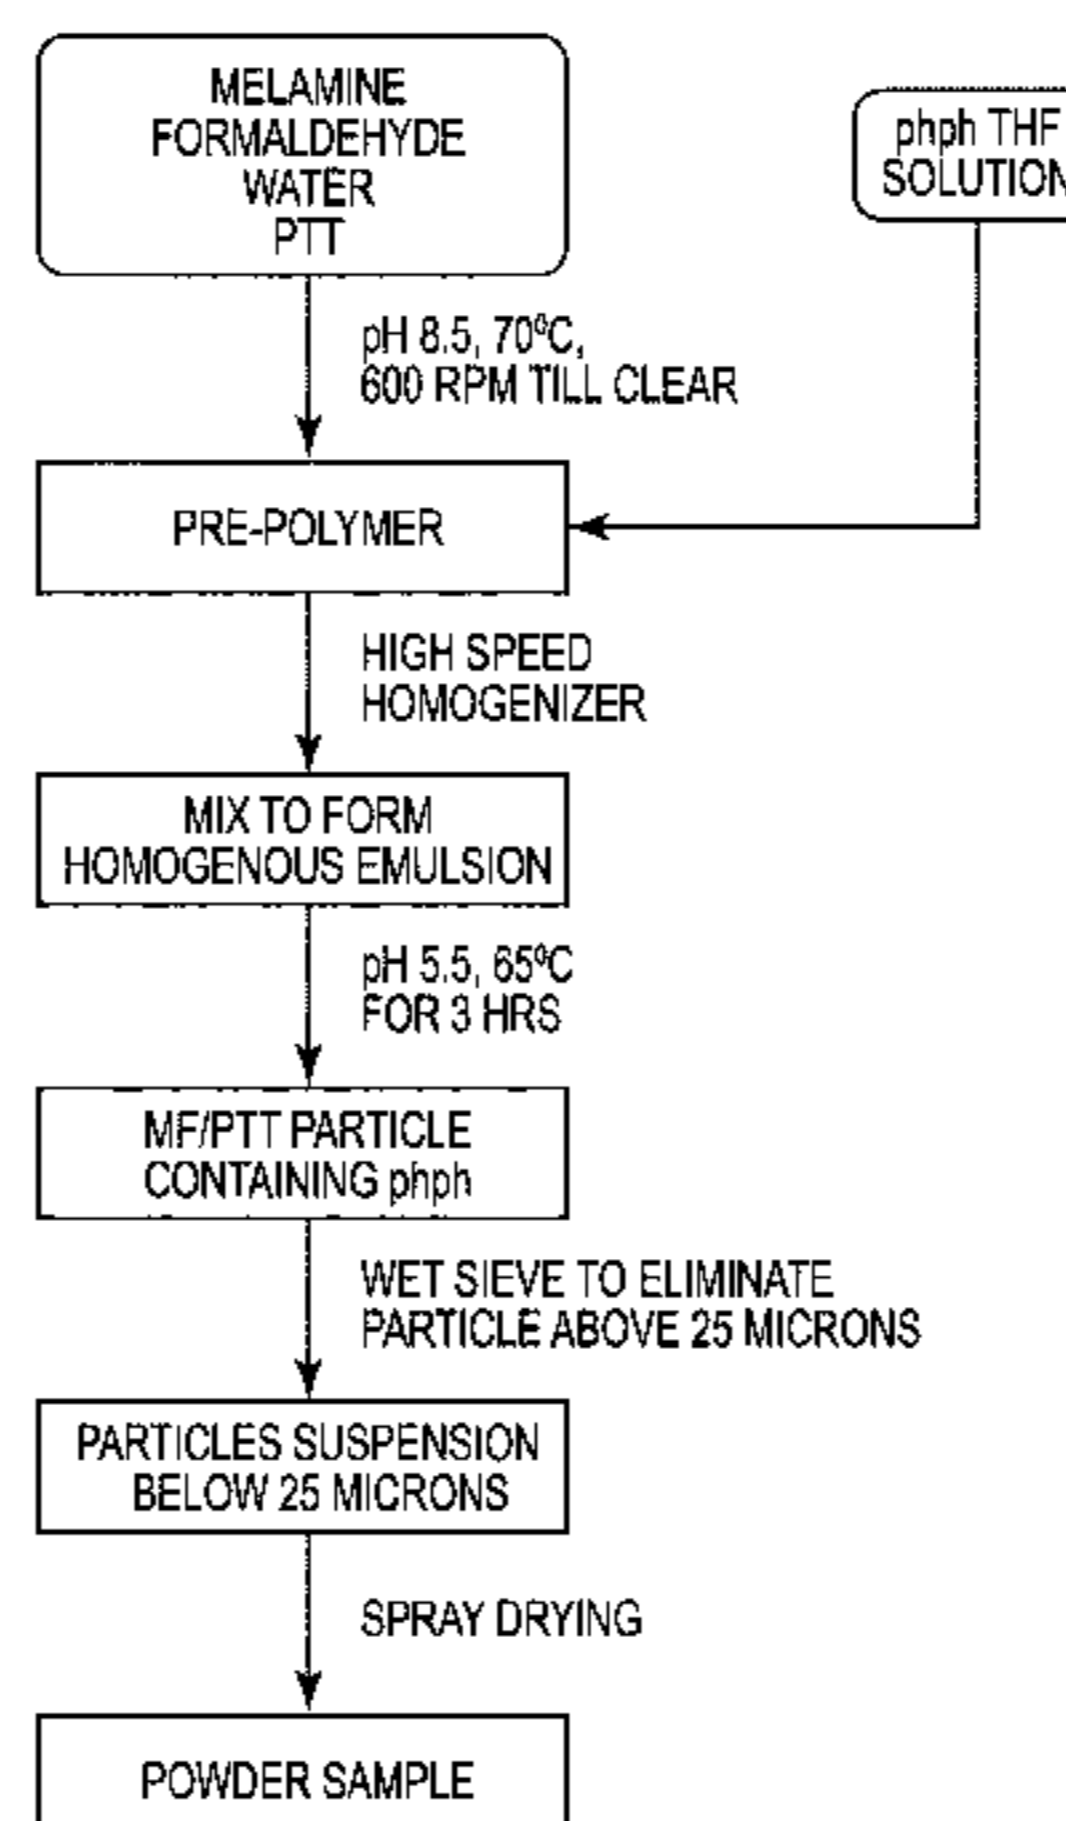 MELAMINE
FORMALDEHYDE
WATER
PTT
phph THF
SOLUTION
pH 8.5, 70⁰C,
600 RPM TILL CLEAR
PRE-POLYMER
HIGH SPEED
HOMOGENIZER
MIX TO FORM
HOMOGENOUS EMULSION
pH 5.5, 65⁰C
FOR 3 HRS
MF/PTT PARTICLE
CONTAINING phph
WET SIEVE TO ELIMINATE
PARTICLE ABOVE 25 MICRONS
PARTICLES SUSPENSION
BELOW 25 MICRONS
SPRAY DRYING
POWDER SAMPLE